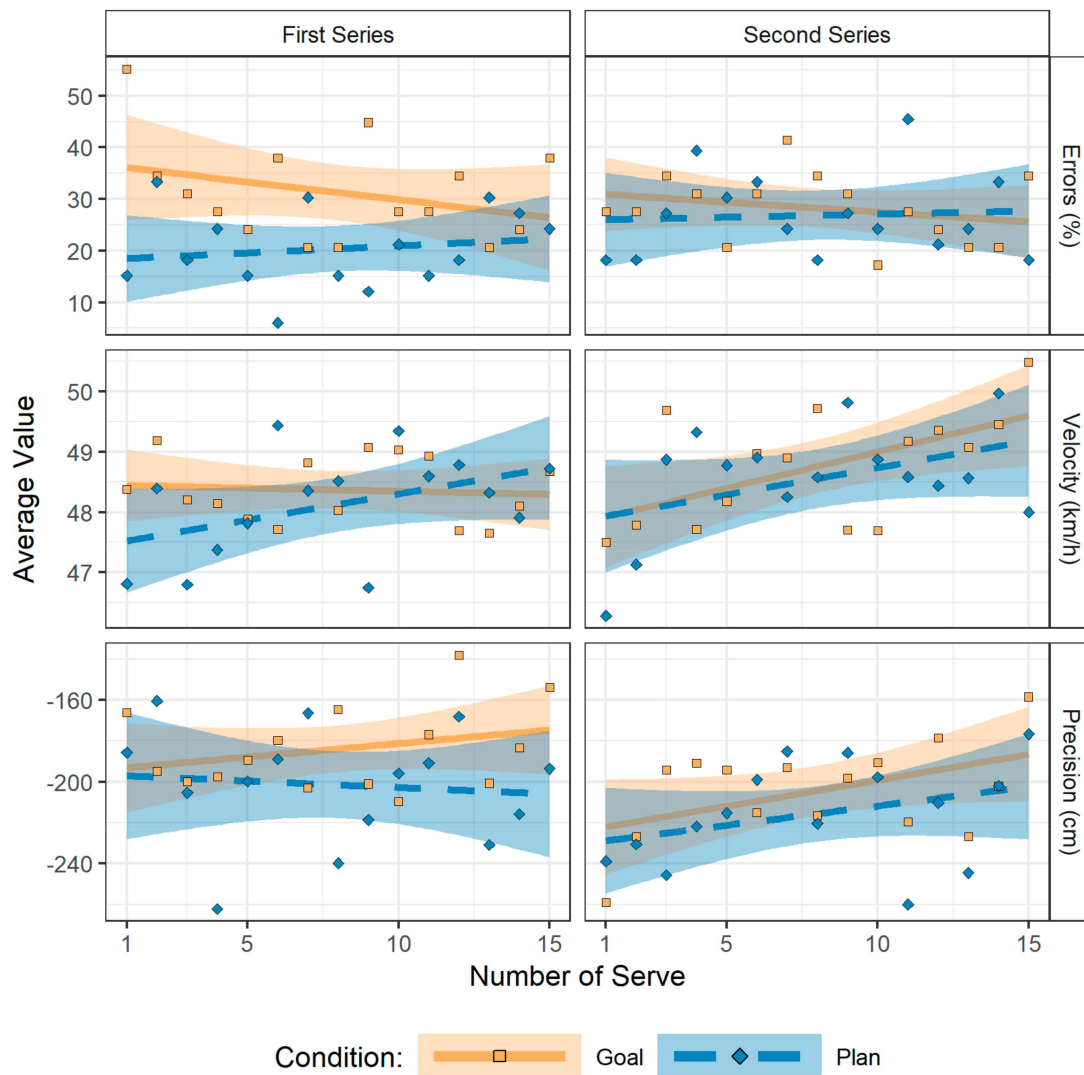 First Series
Second Series
50
40
30
20
10
Errors (%)
50
49
48
47
Velocity (km/h)
-160
-200
-240
Precision (cm)
Average Value
1
5
10
15
1
5
10
15
Number of Serve
Condition:
Goal
Plan